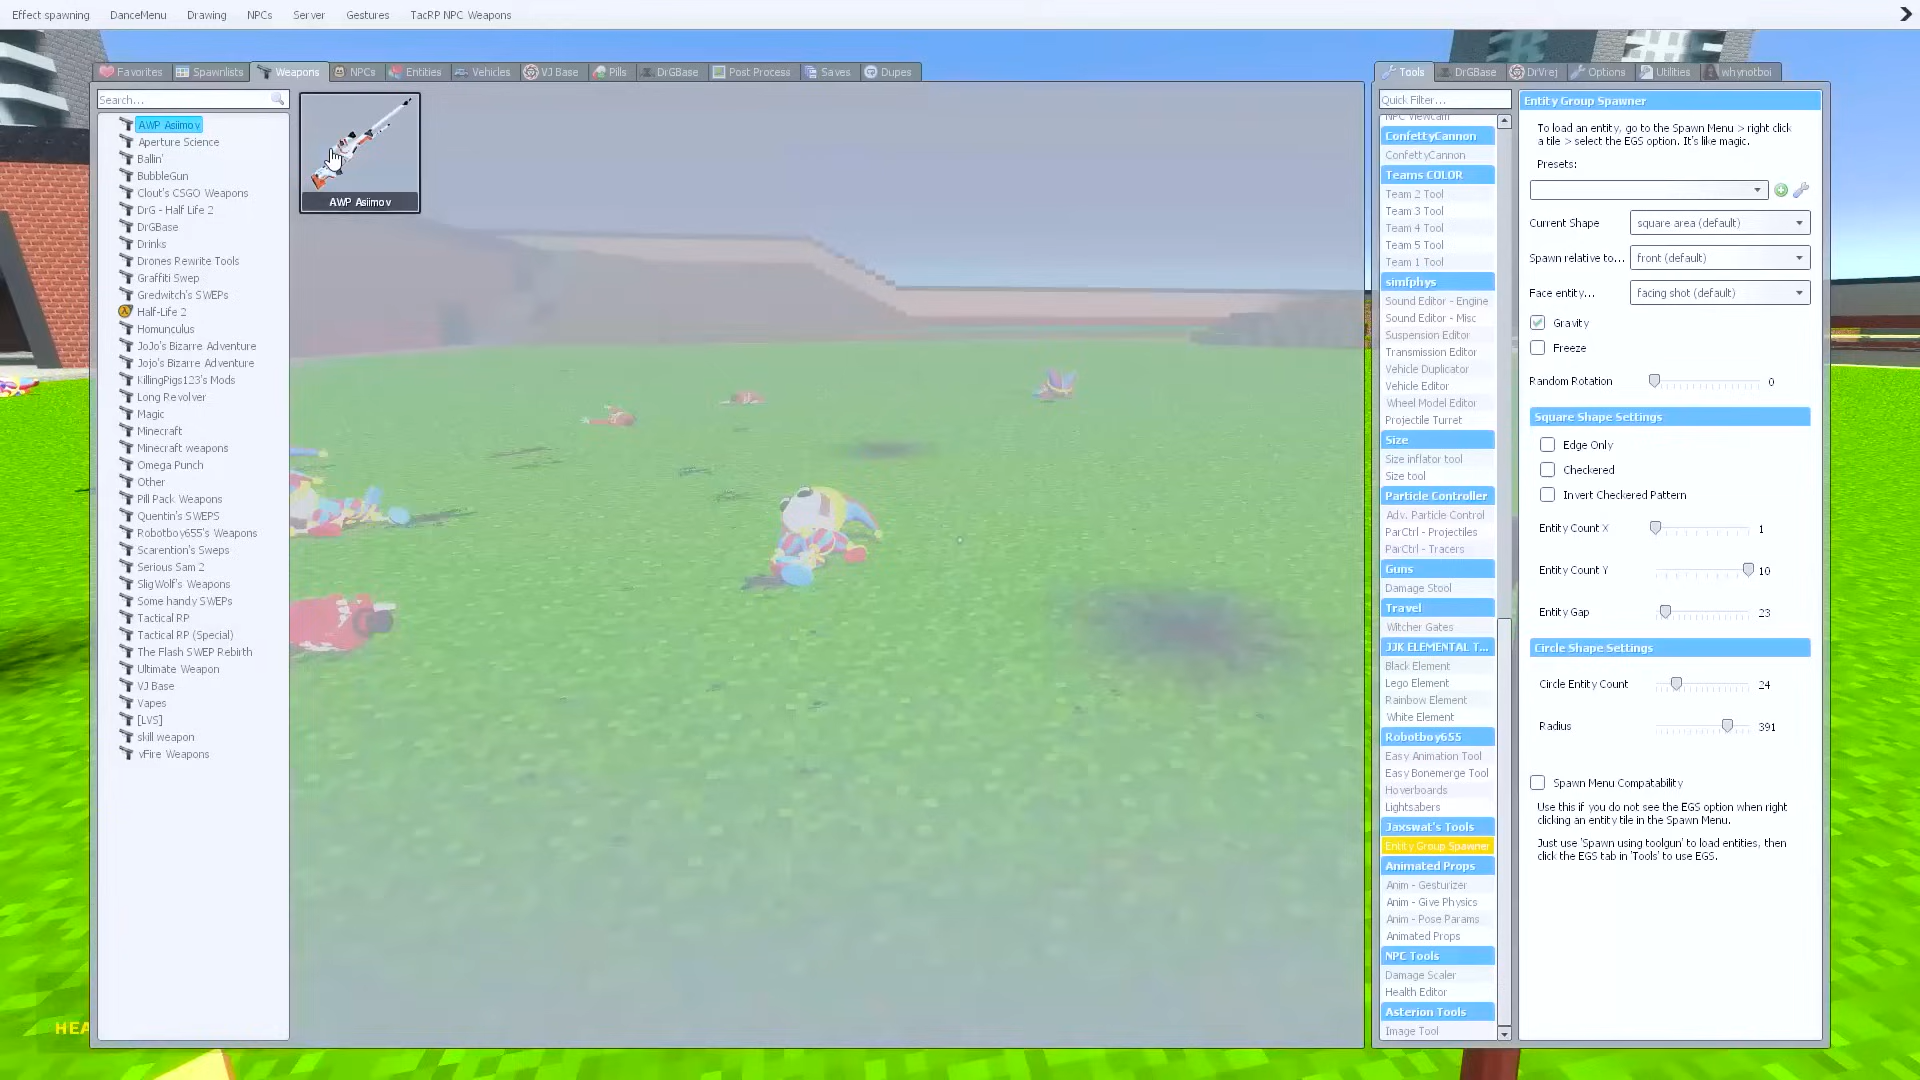 Effect spawning DanceMenu Drawing NPCs Server Gestures TacRP NPC Weapons
Favorites Spawnlists Weapons NPCs Entities Vehicles VJ Base Pills DrGBase Post Process Saves Dupes
Search...
AWP Asiimov
Aperture Science
Ballin'
BubbleGun
Clout's CSGO Weapons
DrG - Half Life 2
DrGBase
Drinks
Drones Rewrite Tools
Graffiti Swep
Gredwitch's SWEPs
Half-Life 2
Homunculus
JoJo's Bizarre Adventure
Jojo's Bizarre Adventure
KillingPigs123's Mods
Long Revolver
Magic
Minecraft
Minecraft weapons
Omega Punch
Other
Pill Pack Weapons
Quentin's SWEPS
Robotboy655's Weapons
Scarention's Sweps
Serious Sam 2
SligWolf's Weapons
Some handy SWEPs
Tactical RP
Tactical RP (Special)
The Flash SWEP Rebirth
Ultimate Weapon
VJ Base
Vapes
[LVS]
skill weapon
vFire Weapons
AWP Asiimov
HEA
Tools DrGBase DrVrej Options Utilities whynotboi
Quick Filter...
NPC Viewcam
ConfettyCannon
ConfettyCannon
Teams COLOR
Team 2 Tool
Team 3 Tool
Team 4 Tool
Team 5 Tool
Team 1 Tool
simfphys
Sound Editor - Engine
Sound Editor - Misc
Suspension Editor
Transmission Editor
Vehicle Duplicator
Vehicle Editor
Wheel Model Editor
Projectile Turret
Size
Size inflator tool
Size tool
Particle Controller
Adv. Particle Control
ParCtrl - Projectiles
ParCtrl - Tracers
Guns
Damage Stool
Travel
Witcher Gates
JJK ELEMENTAL T...
Black Element
Lego Element
Rainbow Element
White Element
Robotboy655
Easy Animation Tool
Easy Bonemerge Tool
Hoverboards
Lightsabers
Jaxswat's Tools
Entity Group Spawner
Animated Props
Anim - Gesturizer
Anim - Give Physics
Anim - Pose Params
Animated Props
NPC Tools
Damage Scaler
Health Editor
Asterion Tools
Image Tool
Entity Group Spawner
To load an entity, go to the Spawn Menu > right click
a tile > select the EGS option. It's like magic.
Presets:
Current Shape square area (default)
Spawn relative to... front (default)
Face entity... facing shot (default)
Gravity
Freeze
Random Rotation 0
Square Shape Settings
Edge Only
Checkered
Invert Checkered Pattern
Entity Count X 1
Entity Count Y 10
Entity Gap 23
Circle Shape Settings
Circle Entity Count 24
Radius 391
Spawn Menu Compatability
Use this if you do not see the EGS option when right
clicking an entity tile in the Spawn Menu.
Just use 'Spawn using toolgun' to load entities, then
click the EGS tab in 'Tools' to use EGS.